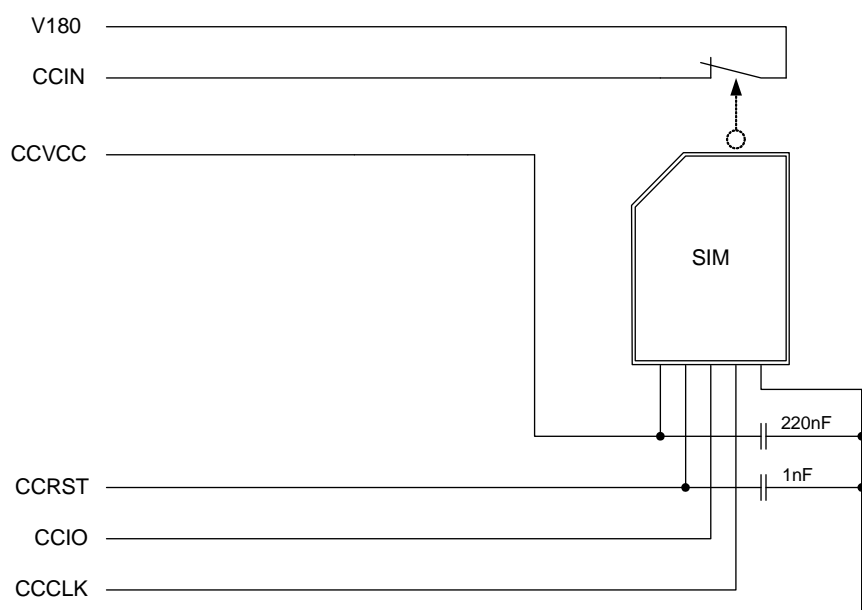 V180
CCIN
CCVCC
SIM
220nF
1nF
CCRST
CCIO
CCCLK